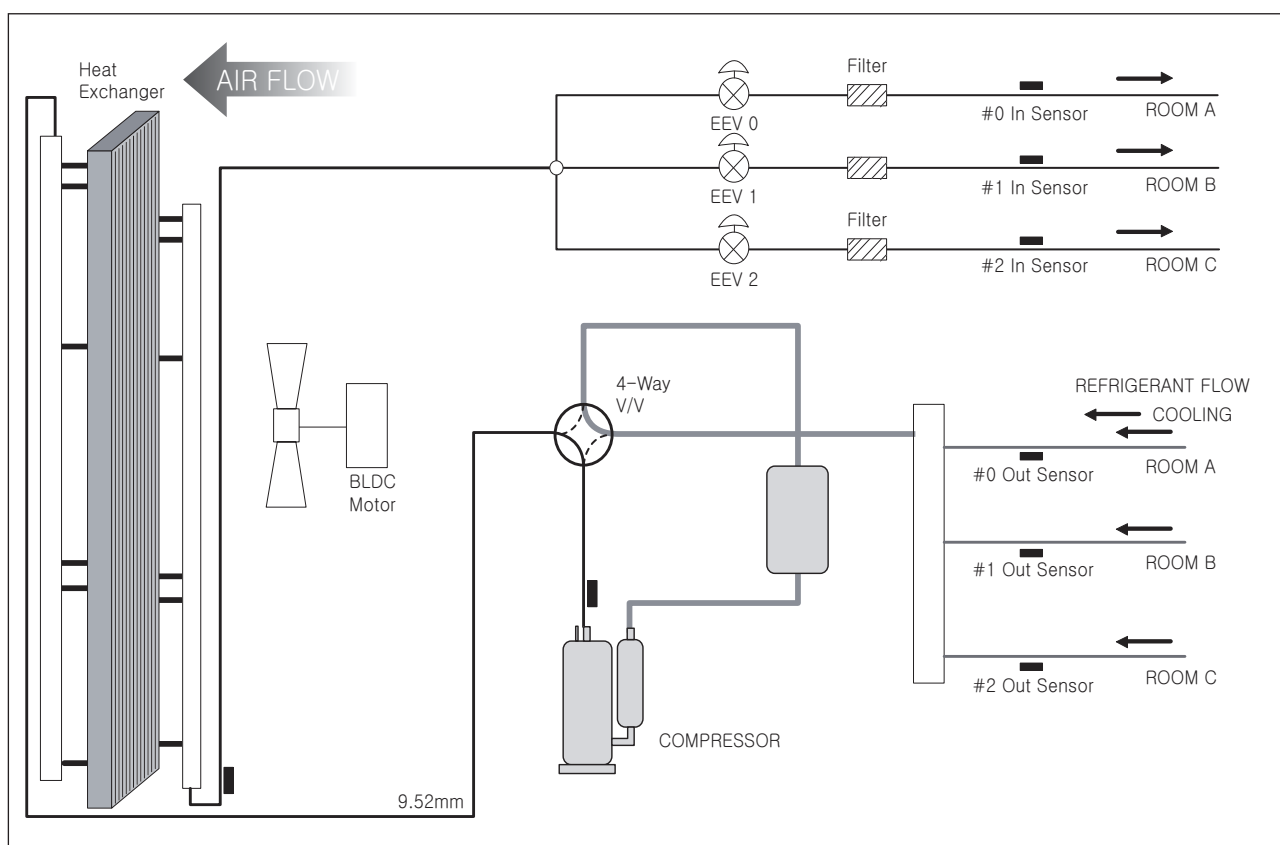 Heat
Exchanger
AIR FLOW
EEV 0
Filter
#0 In Sensor
ROOM A
EEV 1
#1 In Sensor
ROOM B
EEV 2
Filter
#2 In Sensor
ROOM C
BLDC
Motor
4-Way
V/V
REFRIGERANT FLOW
COOLING
#0 Out Sensor
ROOM A
#1 Out Sensor
ROOM B
#2 Out Sensor
ROOM C
COMPRESSOR
9.52mm